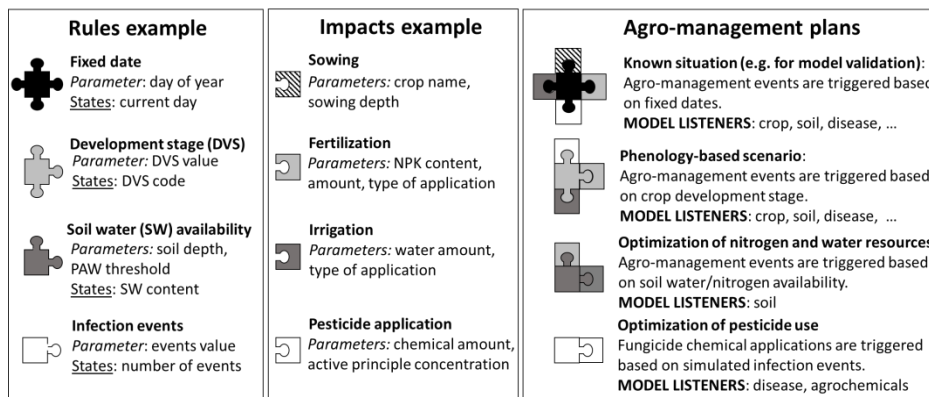 Rules example
Fixed date
Parameter: day of year
States: current day
Development stage (DVS)
Parameter: DVS value
States: DVS code
Soil water (SW) availability
Parameters: soil depth,
PAW threshold
States: SW content
Infection events
Parameter: events value
States: number of events
Impacts example
Sowing
Parameters: crop name,
sowing depth
Fertilization
Parameters: NPK content,
amount, type of application
Irrigation
Parameters: water amount,
type of application
Pesticide application
Parameters: chemical amount,
active principle concentration
Agro-management plans
Known situation (e.g. for model validation):
Agro-management events are triggered based
on fixed dates.
MODEL LISTENERS: crop, soil, disease, ...
Phenology-based scenario:
Agro-management events are triggered based
on crop development stage.
MODEL LISTENERS: crop, soil, disease, ...
Optimization of nitrogen and water resources
Agro-management events are triggered based
on soil water/nitrogen availability.
MODEL LISTENERS: soil
Optimization of pesticide use
Fungicide chemical applications are triggered
based on simulated infection events.
MODEL LISTENERS: disease, agrochemicals